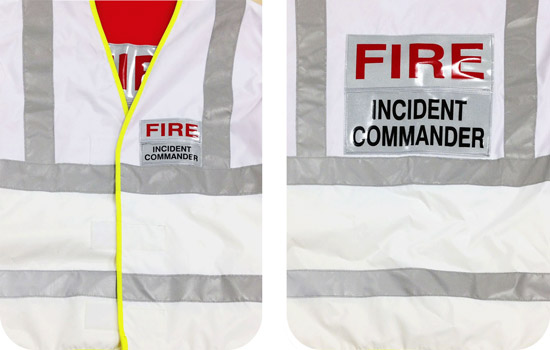 FIRE
INCIDENT
COMMANDER
FIRE
INCIDENT
COMMANDER